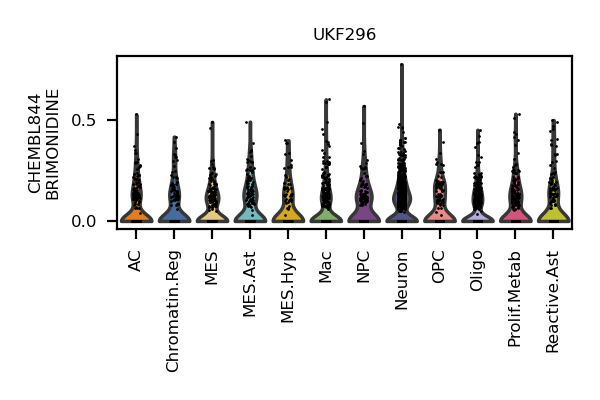 UKF296
CHEMBL844
BRIMONIDINE
0.5
0.0
AC
Chromatin.Reg
MES
MES.Ast
MES.Hyp
Mac
NPC
Neuron
OPC
Oligo
Prolif.Metab
Reactive.Ast